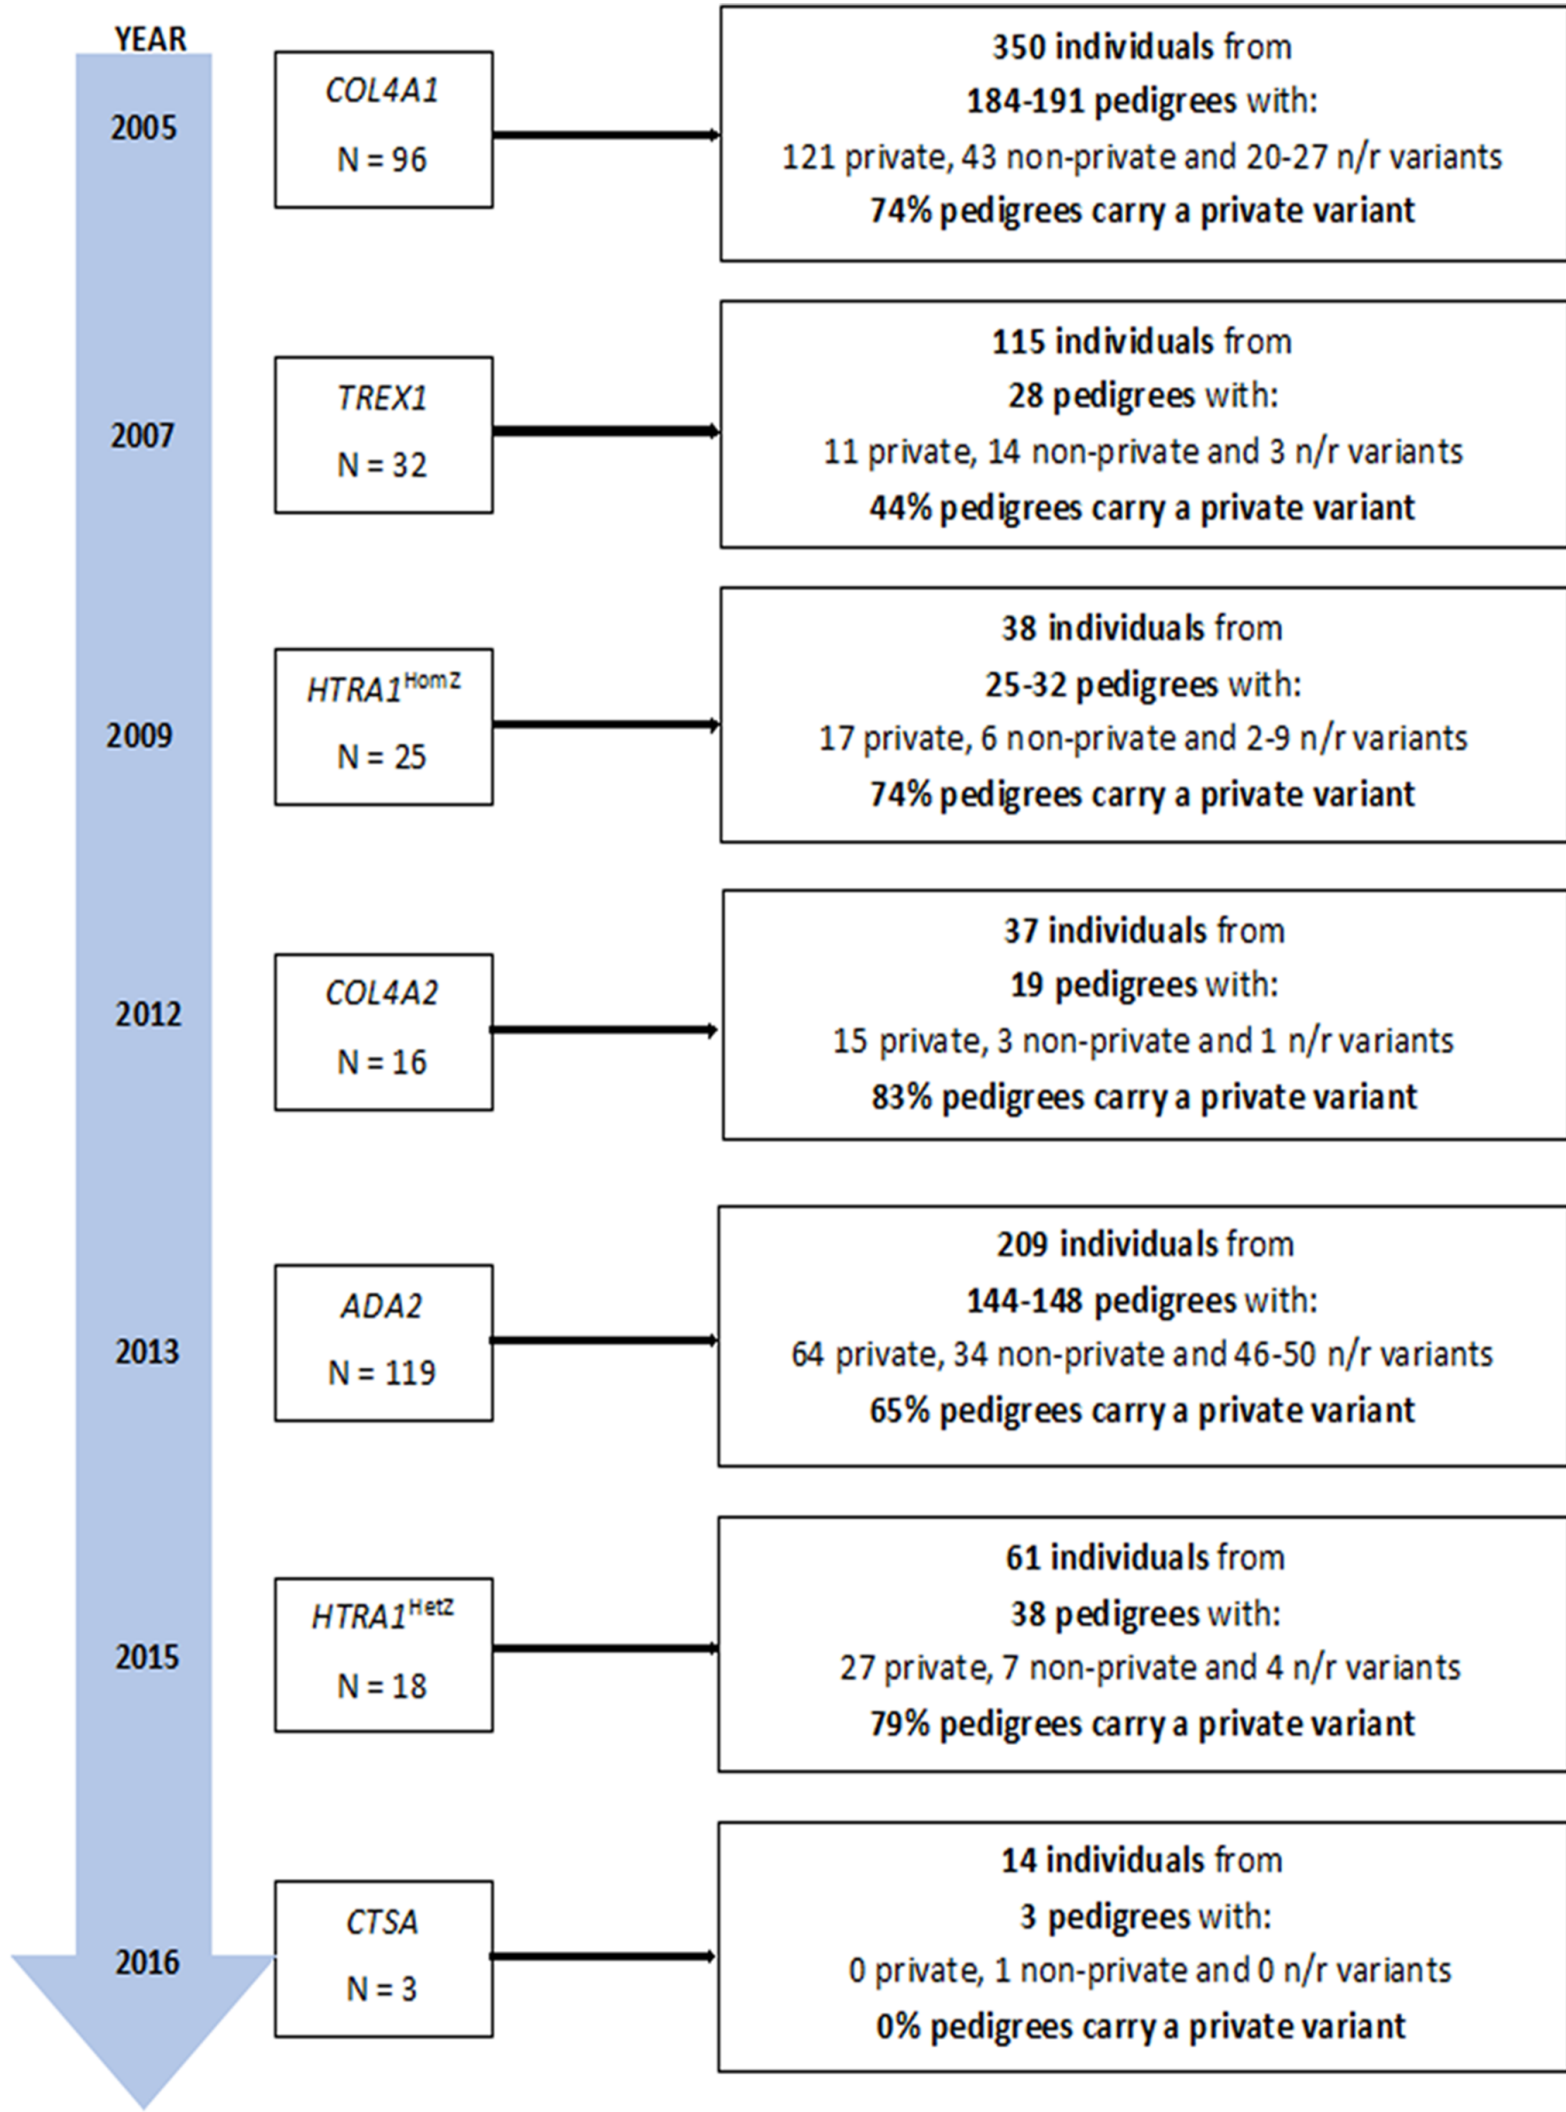 YEAR
2005
COL4A1
N = 96
350 individuals from
184-191 pedigrees with:
121 private, 43 non-private and 20-27 n/r variants
74% pedigrees carry a private variant
2007
TREX1
N = 32
115 individuals from
28 pedigrees with:
11 private, 14 non-private and 3 n/r variants
44% pedigrees carry a private variant
2009
HTRA1HomZ
N = 25
38 individuals from
25-32 pedigrees with:
17 private, 6 non-private and 2-9 n/r variants
74% pedigrees carry a private variant
2012
COL4A2
N = 16
37 individuals from
19 pedigrees with:
15 private, 3 non-private and 1 n/r variants
83% pedigrees carry a private variant
2013
ADA2
N = 119
209 individuals from
144-148 pedigrees with:
64 private, 34 non-private and 46-50 n/r variants
65% pedigrees carry a private variant
2015
HTRA1HetZ
N = 18
61 individuals from
38 pedigrees with:
27 private, 7 non-private and 4 n/r variants
79% pedigrees carry a private variant
2016
CTSA
N = 3
14 individuals from
3 pedigrees with:
0 private, 1 non-private and 0 n/r variants
0% pedigrees carry a private variant